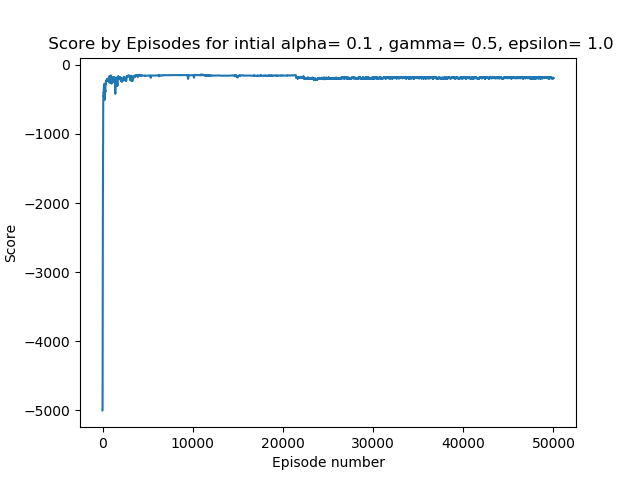 Score by Episodes for intial alpha= 0.1 , gamma= 0.5, epsilon= 1.0
0
−1000
−2000
−3000
−4000
−5000
Score
0 10000 20000 30000 40000 50000
Episode number